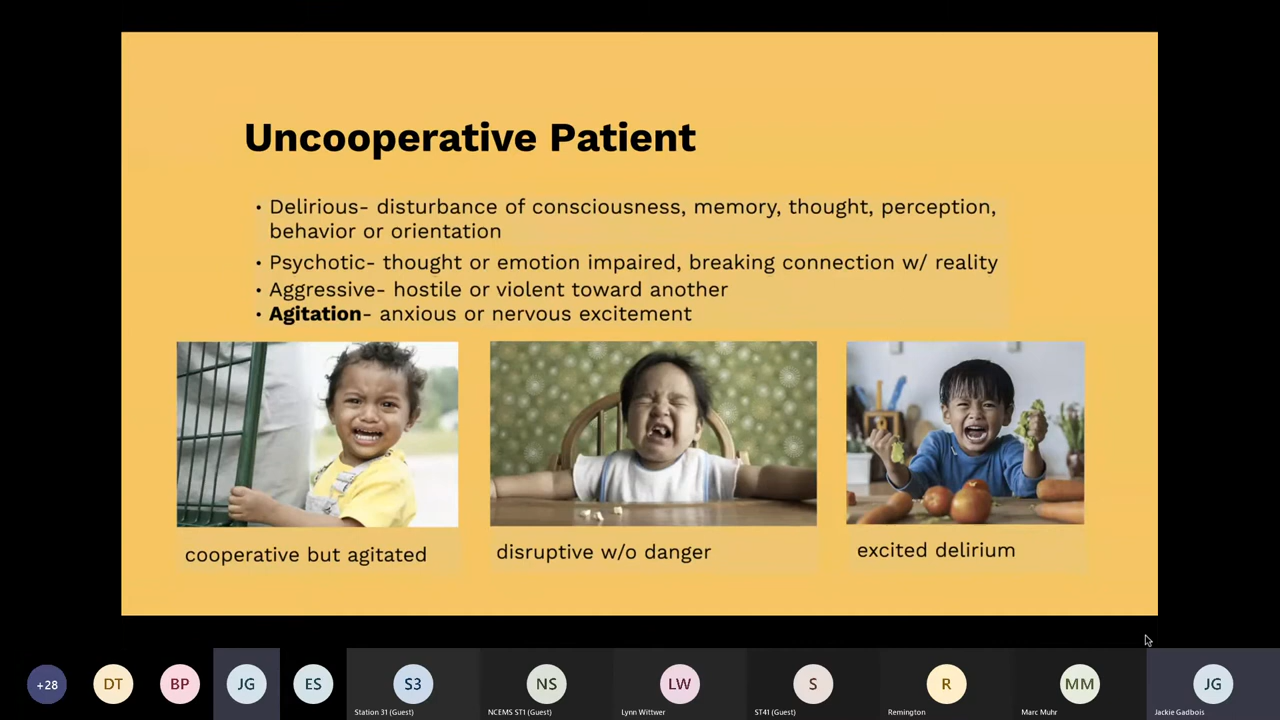 Uncooperative Patient
• Delirious- disturbance of consciousness, memory, thought, perception,
behavior or orientation
• Psychotic- thought or emotion impaired, breaking connection w/ reality
• Aggressive- hostile or violent toward another
• Agitation- anxious or nervous excitement
cooperative but agitated
disruptive w/o danger
excited delirium
+28
DT
BP
JG
ES
S3
NS
LW
S
R
MM
JG
Station 31 (Guest)
NCEMS ST1 (Guest)
Lynn Wittwer
ST41 (Guest)
Remington
Marc Muhr
Jackie Gadbois